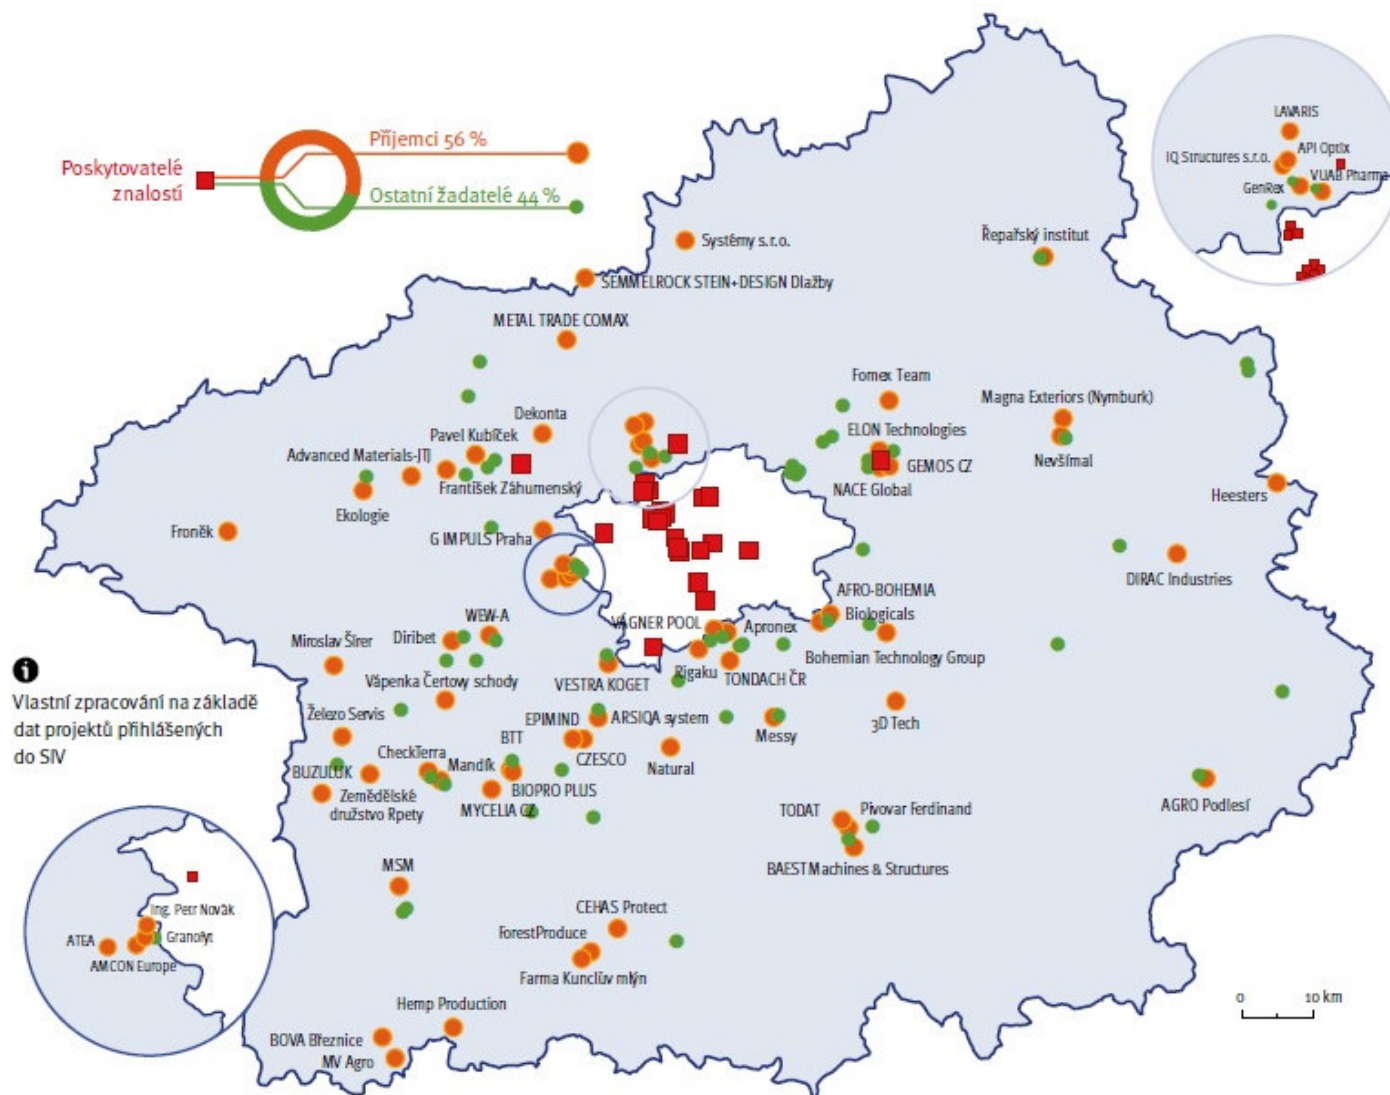 Příjemci 56 %
Poskytovatelé
znalostí
Ostatní žadatelé 44 %
LAVARIS
IQ Structures s.r.o.
API Optix
GenRex
VUAB Pharma
Systémy s.r.o.
Řepařský institut
SEMMELROCK STEIN+DESIGN Dlažby
METAL TRADE COMAX
Fomex Team
Magna Exteriors (Nymburk)
Dekonta
Pavel Kubíček
ELON Technologies
Advanced Materials-JTJ
GEMOS CZ
Nevšímal
František Záhumenský
NACE Global
Heesters
Ekologie
Froněk
G IMPULS Praha
DIRAC Industries
AFRO-BOHEMIA
WEW-A
VÁGNER POOL
Apronex
Biologicals
Miroslav Šírer
Diribet
Bohemian Technology Group
Rigaku
TONDACH ČR
Vápenka Čertovy schody
VESTRA KOGET
Vlastní zpracování na základě
dat projektů přihlášených
do SIV
Železo Servis
EPIMIND
ARSIQA system
Messy
3D Tech
BTT
CheckTerra
Mandík
CZESCO
Natural
BUZULUK
BIOPRO PLUS
Zemědělské
družstvo Rpety
MYCELIA CZ
AGRO Podlesí
TODAT
Pivovar Ferdinand
BAEST Machines & Structures
MSM
CEHAS Protect
Ing. Petr Novák
ATEA
Granofyt
AMCON Europe
ForestProduce
Farma Kunclův mlýn
Hemp Production
0 10 km
BOVA Březnice
MV Agro